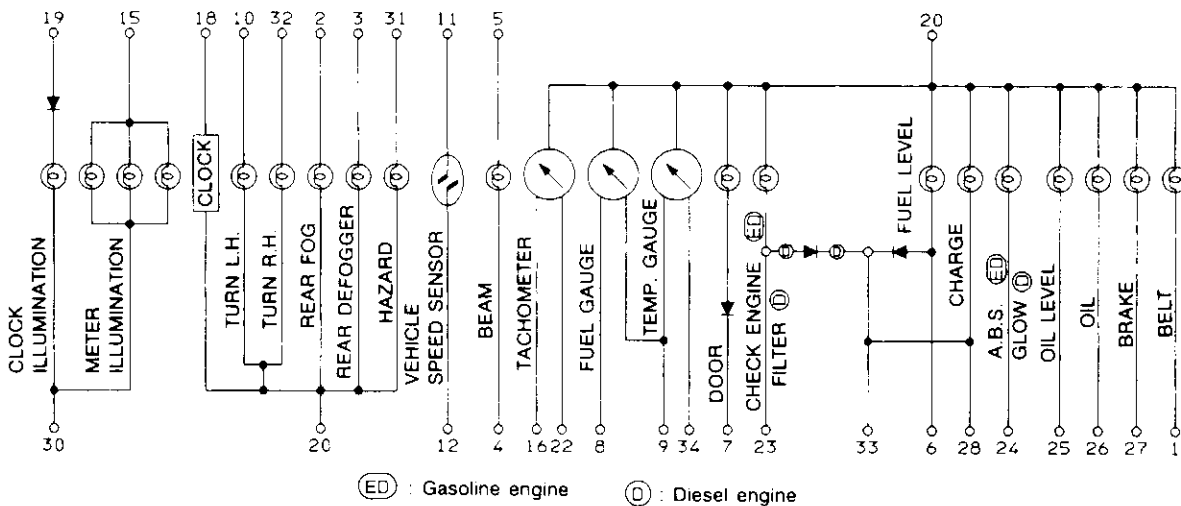 19 15 18 10 32 2 3 31 11 5 20
CLOCK
ILLUMINATION
METER
ILLUMINATION
CLOCK
TURN L.H.
TURN R.H.
REAR FOG
REAR DEFOGGER
HAZARD
VEHICLE
SPEED SENSOR
BEAM
TACHOMETER
FUEL GAUGE
TEMP. GAUGE
DOOR
CHECK ENGINE ED
FILTER D
D D
FUEL LEVEL
CHARGE
A.B.S. ED
GLOW D
OIL LEVEL
OIL
BRAKE
BELT
30 20 12 4 16 22 8 9 34 7 23 33 6 28 24 25 26 27 1
ED : Gasoline engine D : Diesel engine